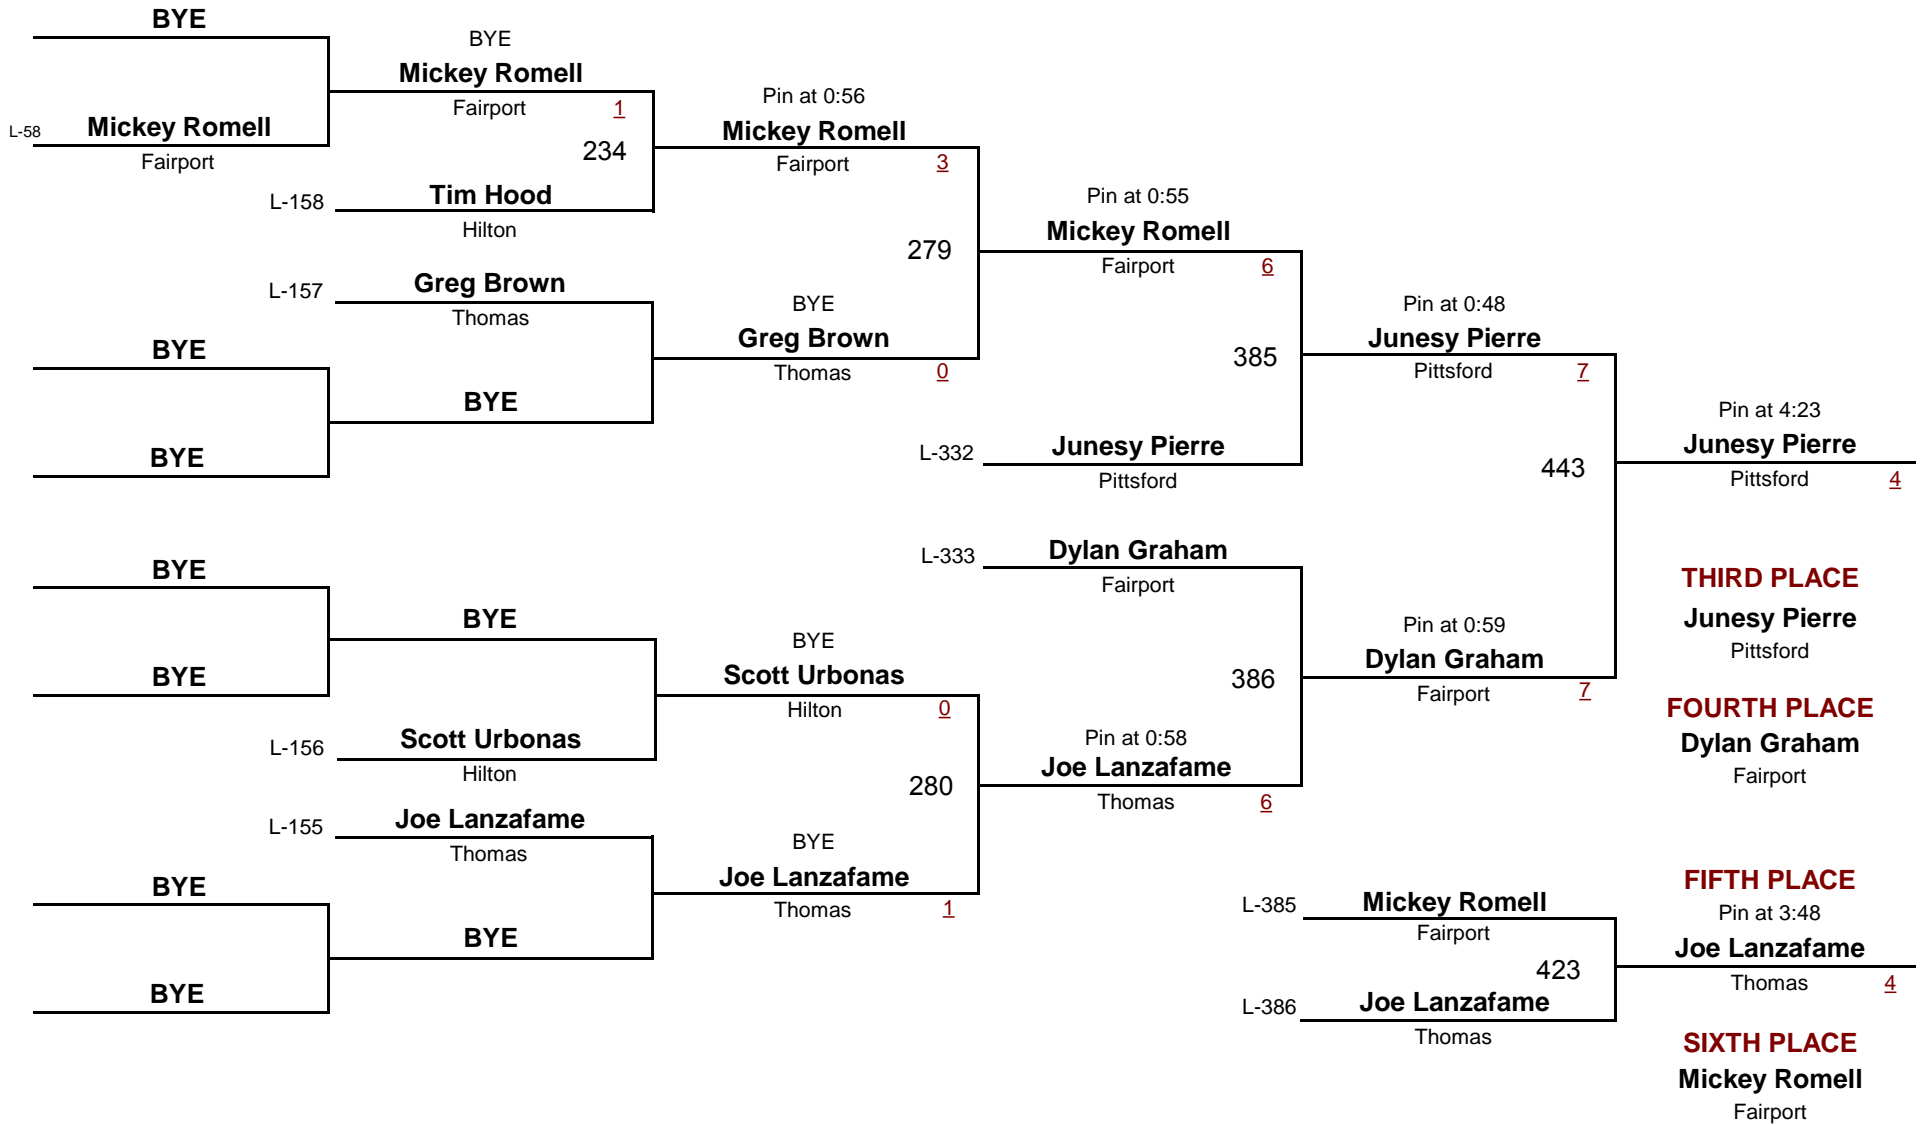 BYE
L-58
Mickey Romell
Fairport
BYE
Mickey Romell
Fairport
1
234
L-158
Tim Hood
Hilton
L-157
Greg Brown
Thomas
BYE
BYE
BYE
Pin at 0:56
Mickey Romell
Fairport
3
279
BYE
Greg Brown
Thomas
0
Pin at 0:55
Mickey Romell
Fairport
6
385
L-332
Junesy Pierre
Pittsford
Pin at 0:48
Junesy Pierre
Pittsford
7
443
Pin at 4:23
Junesy Pierre
Pittsford
4
BYE
BYE
BYE
L-156
Scott Urbonas
Hilton
L-155
Joe Lanzafame
Thomas
BYE
BYE
BYE
BYE
Scott Urbonas
Hilton
0
280
BYE
Joe Lanzafame
Thomas
1
L-333
Dylan Graham
Fairport
386
Pin at 0:58
Joe Lanzafame
Thomas
6
Pin at 0:59
Dylan Graham
Fairport
7
THIRD PLACE
Junesy Pierre
Pittsford
FOURTH PLACE
Dylan Graham
Fairport
L-385
Mickey Romell
Fairport
423
L-386
Joe Lanzafame
Thomas
FIFTH PLACE
Pin at 3:48
Joe Lanzafame
Thomas
4
SIXTH PLACE
Mickey Romell
Fairport